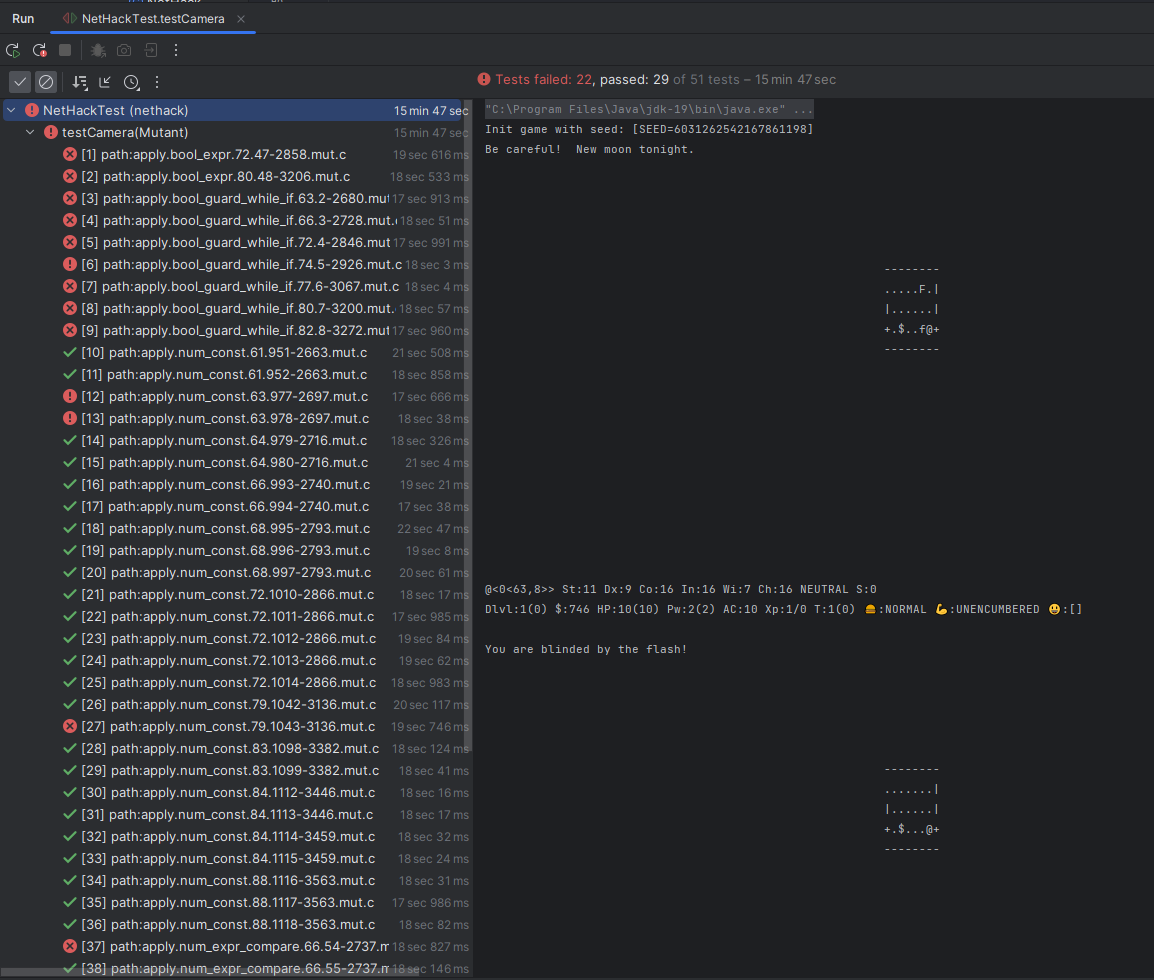 Run
NetHackTest.testCamera
Tests failed: 22, passed: 29 of 51 tests – 15 min 47 sec
NetHackTest (nethack) 15 min 47 sec
testCamera(Mutant) 15 min 47 sec
[1] path:apply.bool_expr.72.47-2858.mut.c 19 sec 616 ms
[2] path:apply.bool_expr.80.48-3206.mut.c 18 sec 533 ms
[3] path:apply.bool_guard_while_if.63.2-2680.mut 17 sec 913 ms
[4] path:apply.bool_guard_while_if.66.3-2728.mut. 18 sec 51 ms
[5] path:apply.bool_guard_while_if.72.4-2846.mut 17 sec 991 ms
[6] path:apply.bool_guard_while_if.74.5-2926.mut.c 18 sec 3 ms
[7] path:apply.bool_guard_while_if.77.6-3067.mut.c 18 sec 4 ms
[8] path:apply.bool_guard_while_if.80.7-3200.mut. 18 sec 57 ms
[9] path:apply.bool_guard_while_if.82.8-3272.mut 17 sec 960 ms
[10] path:apply.num_const.61.951-2663.mut.c 21 sec 508 ms
[11] path:apply.num_const.61.952-2663.mut.c 18 sec 858 ms
[12] path:apply.num_const.63.977-2697.mut.c 17 sec 666 ms
[13] path:apply.num_const.63.978-2697.mut.c 18 sec 38 ms
[14] path:apply.num_const.64.979-2716.mut.c 18 sec 326 ms
[15] path:apply.num_const.64.980-2716.mut.c 21 sec 4 ms
[16] path:apply.num_const.66.993-2740.mut.c 19 sec 21 ms
[17] path:apply.num_const.66.994-2740.mut.c 17 sec 38 ms
[18] path:apply.num_const.68.995-2793.mut.c 22 sec 47 ms
[19] path:apply.num_const.68.996-2793.mut.c 19 sec 8 ms
[20] path:apply.num_const.68.997-2793.mut.c 20 sec 61 ms
[21] path:apply.num_const.72.1010-2866.mut.c 18 sec 17 ms
[22] path:apply.num_const.72.1011-2866.mut.c 17 sec 985 ms
[23] path:apply.num_const.72.1012-2866.mut.c 19 sec 84 ms
[24] path:apply.num_const.72.1013-2866.mut.c 19 sec 62 ms
[25] path:apply.num_const.72.1014-2866.mut.c 18 sec 983 ms
[26] path:apply.num_const.79.1042-3136.mut.c 20 sec 117 ms
[27] path:apply.num_const.79.1043-3136.mut.c 19 sec 746 ms
[28] path:apply.num_const.83.1098-3382.mut.c 18 sec 124 ms
[29] path:apply.num_const.83.1099-3382.mut.c 18 sec 41 ms
[30] path:apply.num_const.84.1112-3446.mut.c 18 sec 16 ms
[31] path:apply.num_const.84.1113-3446.mut.c 18 sec 17 ms
[32] path:apply.num_const.84.1114-3459.mut.c 18 sec 32 ms
[33] path:apply.num_const.84.1115-3459.mut.c 18 sec 24 ms
[34] path:apply.num_const.88.1116-3563.mut.c 18 sec 31 ms
[35] path:apply.num_const.88.1117-3563.mut.c 17 sec 986 ms
[36] path:apply.num_const.88.1118-3563.mut.c 18 sec 82 ms
[37] path:apply.num_expr_compare.66.54-2737.m 18 sec 827 ms
[38] path:apply.num_expr_compare.66.55-2737.m 18 sec 146 ms
"C:\Program Files\Java\jdk-19\bin\java.exe" ...
Init game with seed: [SEED=6031262542167861198]
Be careful!  New moon tonight.
--------
.....F.|
|......|
+.$..f@+
--------
@<0<63,8>> St:11 Dx:9 Co:16 In:16 Wi:7 Ch:16 NEUTRAL S:0
Dlvl:1(0) $:746 HP:10(10) Pw:2(2) AC:10 Xp:1/0 T:1(0) 🍔:NORMAL 💪:UNENCUMBERED 😀:[]
You are blinded by the flash!
--------
.......|
|......|
+.$...@+
--------